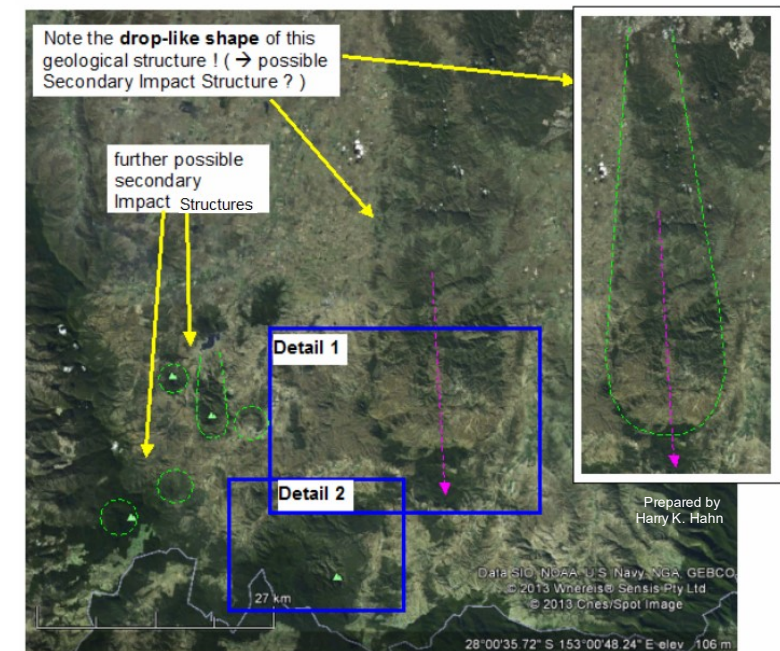 Note the drop-like shape of this
geological structure ! ( → possible
Secondary Impact Structure ? )
further possible
secondary
Impact Structures
Detail 1
Detail 2
Prepared by
Harry K. Hahn
Data SIO, NOAA, U.S. Navy, NGA, GEBCO
© 2013 Whereis® Sensis Pty Ltd
© 2013 Cnes/Spot Image
27 km
28°00'35.72" S 153°00'48.24" E elev 106 m